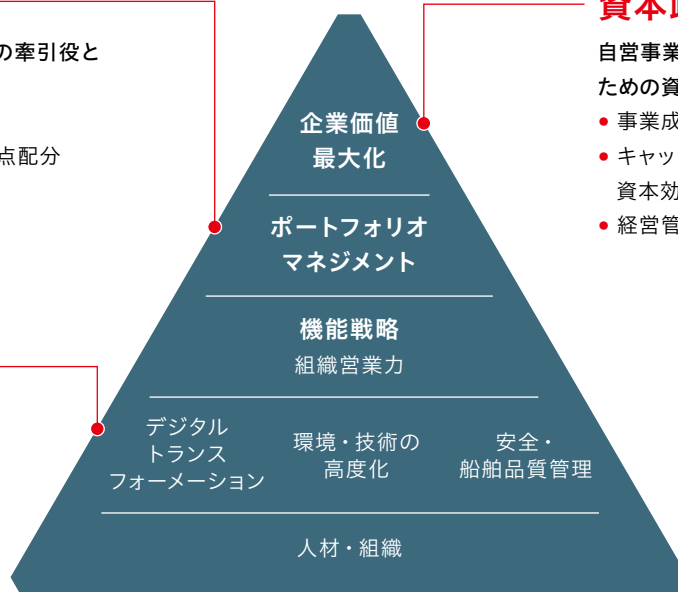 の牽引役と
点配分
企業価値
最大化
ポートフォリオ
マネジメント
機能戦略
組織営業力
デジタル
トランス
フォーメーション
環境・技術の
高度化
安全・
船舶品質管理
人材・組織
資本
自営事業
ための資
• 事業成
• キャッ
資本効
• 経営管